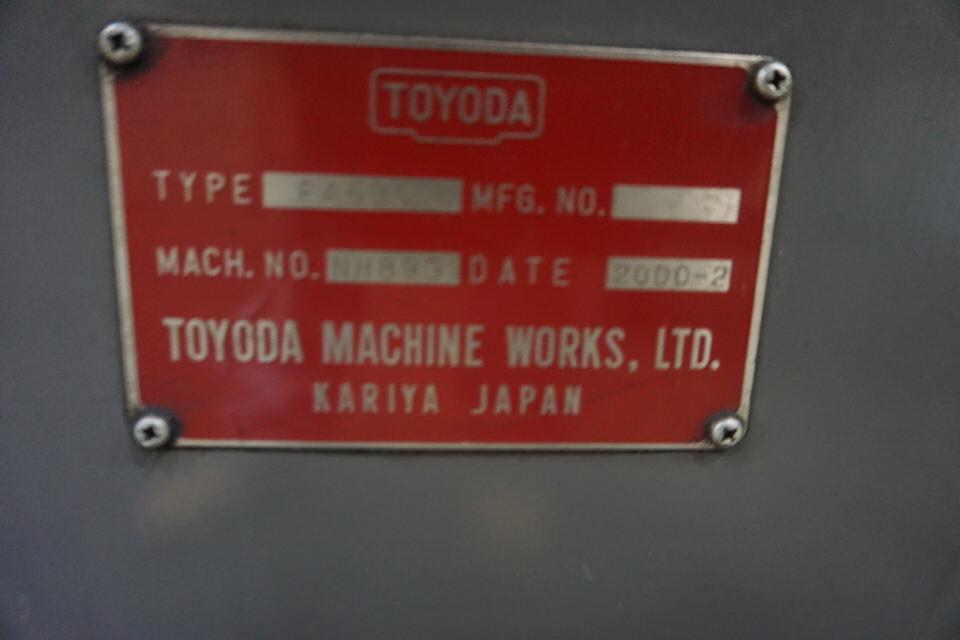 TOYODA
TYPE MFG. NO.
MACH. NO. DATE 2000-2
TOYODA MACHINE WORKS, LTD.
KARIYA JAPAN